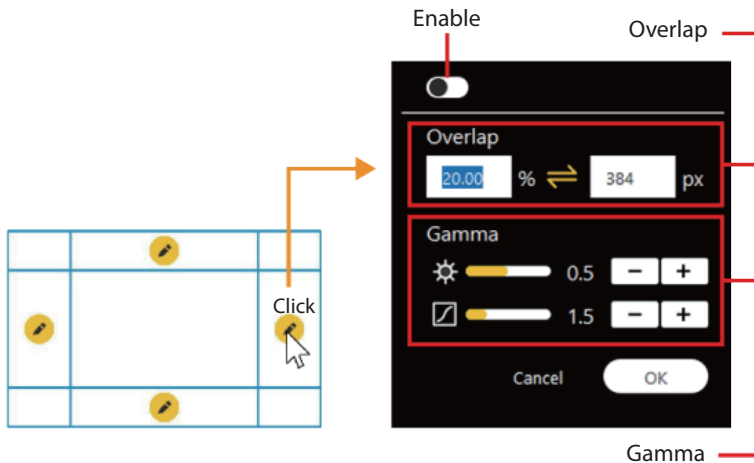 Enable
Overlap
Overlap
20.00 % 384 px
Gamma
0.5 − +
1.5 − +
Click
Cancel OK
Gamma